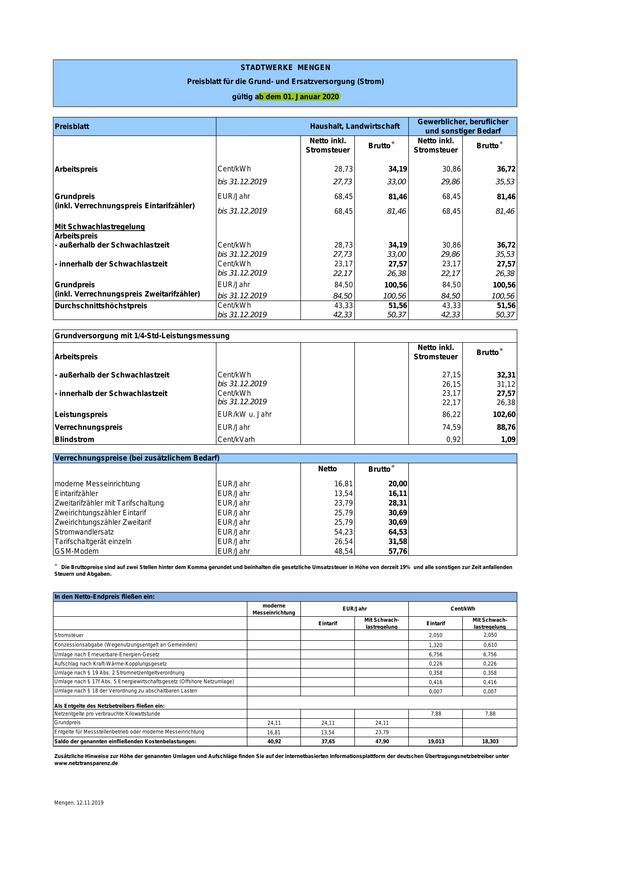 STADTWERKE MENGEN
Preisblatt für die Grund- und Ersatzversorgung (Strom)
gültig ab dem 01. Januar 2020
Preisblatt Haushalt, Landwirtschaft Gewerblicher, beruflicher und sonstiger Bedarf
Netto inkl. Stromsteuer Brutto* Netto inkl. Stromsteuer Brutto*
Arbeitspreis Cent/kWh 28,73 34,19 30,86 36,72
bis 31.12.2019 27,73 33,00 29,86 35,53
Grundpreis EUR/Jahr 68,45 81,46 68,45 81,46
(inkl. Verrechnungspreis Eintarifzähler) bis 31.12.2019 68,45 81,46 68,45 81,46
Mit Schwachlastregelung
Arbeitspreis
- außerhalb der Schwachlastzeit Cent/kWh 28,73 34,19 30,86 36,72
bis 31.12.2019 27,73 33,00 29,86 35,53
- innerhalb der Schwachlastzeit Cent/kWh 23,17 27,57 23,17 27,57
bis 31.12.2019 22,17 26,38 22,17 26,38
Grundpreis EUR/Jahr 84,50 100,56 84,50 100,56
(inkl. Verrechnungspreis Zweitarifzähler) bis 31.12.2019 84,50 100,56 84,50 100,56
Durchschnittshöchstpreis Cent/kWh 43,33 51,56 43,33 51,56
bis 31.12.2019 42,33 50,37 42,33 50,37
Grundversorgung mit 1/4-Std-Leistungsmessung
Arbeitspreis Netto inkl. Stromsteuer Brutto*
- außerhalb der Schwachlastzeit Cent/kWh 27,15 32,31
bis 31.12.2019 26,15 31,12
- innerhalb der Schwachlastzeit Cent/kWh 23,17 27,57
bis 31.12.2019 22,17 26,38
Leistungspreis EUR/kW u. Jahr 86,22 102,60
Verrechnungspreis EUR/Jahr 74,59 88,76
Blindstrom Cent/kVarh 0,92 1,09
Verrechnungspreise (bei zusätzlichem Bedarf)
Netto Brutto*
moderne Messeinrichtung EUR/Jahr 16,81 20,00
Eintarifzähler EUR/Jahr 13,54 16,11
Zweitarifzähler mit Tarifschaltung EUR/Jahr 23,79 28,31
Zweirichtungszähler Eintarif EUR/Jahr 25,79 30,69
Zweirichtungszähler Zweitarif EUR/Jahr 25,79 30,69
Stromwandlersatz EUR/Jahr 54,23 64,53
Tarifschaltgerät einzeln EUR/Jahr 26,54 31,58
GSM-Modem EUR/Jahr 48,54 57,76
* Die Bruttopreise sind auf zwei Stellen hinter dem Komma gerundet und beinhalten die gesetzliche Umsatzsteuer in Höhe von derzeit 19% und alle sonstigen zur Zeit anfallenden
Steuern und Abgaben.
In den Netto-Endpreis fließen ein:
moderne Messeinrichtung EUR/Jahr Cent/kWh
Eintarif Mit Schwach-lastregelung Eintarif Mit Schwach-lastregelung
Stromsteuer 2,050 2,050
Konzessionsabgabe (Wegenutzungsentgelt an Gemeinden) 1,320 0,610
Umlage nach Erneuerbare-Energien-Gesetz 6,756 6,756
Aufschlag nach Kraft-Wärme-Kopplungsgesetz 0,226 0,226
Umlage nach § 19 Abs. 2 Stromnetzentgeltverordnung 0,358 0,358
Umlage nach § 17f Abs. 5 Energiewirtschaftsgesetz (Offshore Netzumlage) 0,416 0,416
Umlage nach § 18 der Verordnung zu abschaltbaren Lasten 0,007 0,007
Als Entgelte des Netzbetreibers fließen ein:
Netzentgelte pro verbrauchte Kilowattstunde 7,88 7,88
Grundpreis 24,11 24,11 24,11
Entgelte für Messstellenbetrieb oder moderne Messeinrichtung 16,81 13,54 23,79
Saldo der genannten einfließenden Kostenbelastungen: 40,92 37,65 47,90 19,013 18,303
Zusätzliche Hinweise zur Höhe der genannten Umlagen und Aufschläge finden Sie auf der internetbasierten Informationsplattform der deutschen Übertragungsnetzbetreiber unter
www.netztransparenz.de
Mengen, 12.11.2019